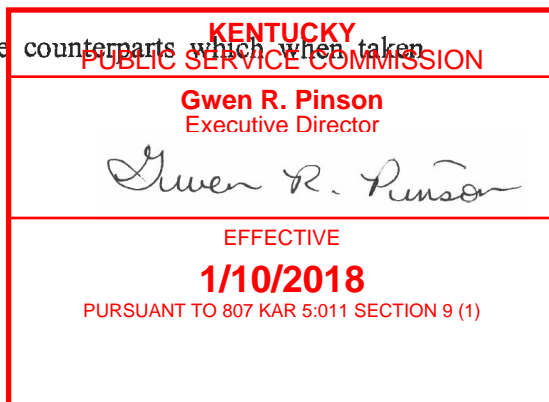 e counterparts which when taken
KENTUCKY
PUBLIC SERVICE COMMISSION
Gwen R. Pinson
Executive Director
Gwen R. Pinson
EFFECTIVE
1/10/2018
PURSUANT TO 807 KAR 5:011 SECTION 9 (1)